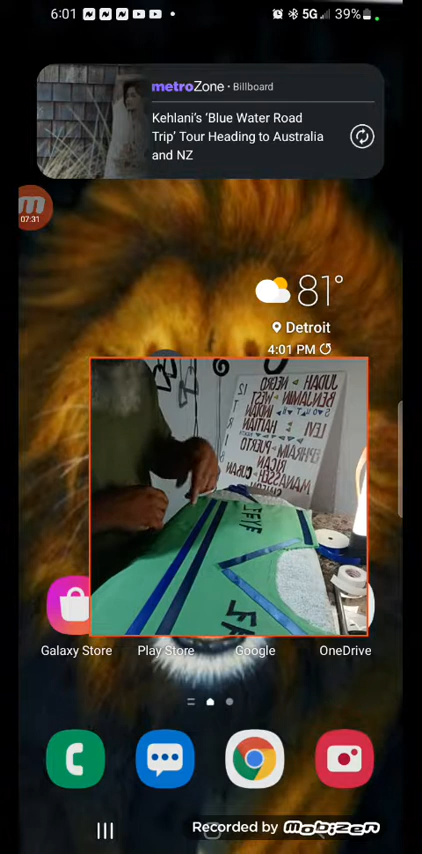 6:01
5G 39%
metroZone • Billboard
Kehlani's 'Blue Water Road
Trip' Tour Heading to Australia
and NZ
07:31
81°
Detroit
4:01 PM
JUDAH NEGRO
BENJAMIN WEST
INDIAN
LEVI HAITIAN
EPHRAIM PUERTO
RICAN
MANASSEH CUBAN
Galaxy Store
Play Store
Google
OneDrive
Recorded by Mobizen